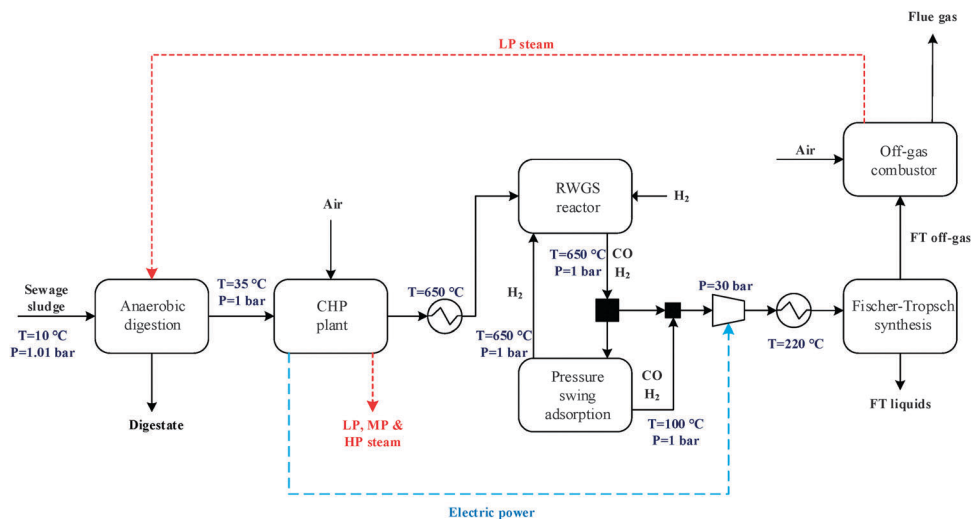 Flue gas
LP steam
Air
Off-gas
combustor
RWGS
reactor
H₂
Air
T=650 °C
P=1 bar
CO
H₂
FT off-gas
Sewage
sludge
T=10 °C
P=1.01 bar
Anaerobic
digestion
T=35 °C
P=1 bar
CHP
plant
T=650 °C
H₂
T=650 °C
P=1 bar
P=30 bar
T=220 °C
Fischer-Tropsch
synthesis
Pressure
swing
adsorption
CO
H₂
T=100 °C
P=1 bar
Digestate
LP, MP &
HP steam
FT liquids
Electric power